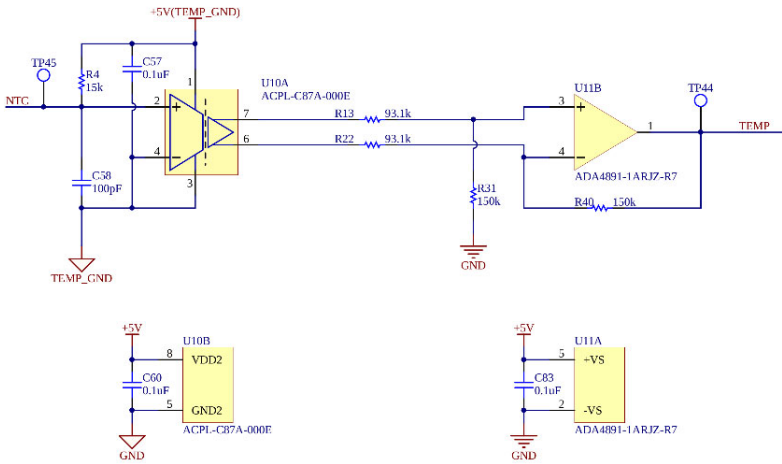 +5V(TEMP_GND)
TP45
R4
15k
C57
0.1uF
U10A
ACPL-C87A-000E
U11B
TP44
NTC
1
2
+
7
R13
93.1k
3
+
1
TEMP
4
-
6
R22
93.1k
4
-
C58
100pF
3
R31
150k
ADA4891-1ARJZ-R7
R40
150k
TEMP_GND
GND
+5V
U10B
8
VDD2
C60
0.1uF
5
GND2
ACPL-C87A-000E
GND
+5V
U11A
5
+VS
C83
0.1uF
2
-VS
ADA4891-1ARJZ-R7
GND